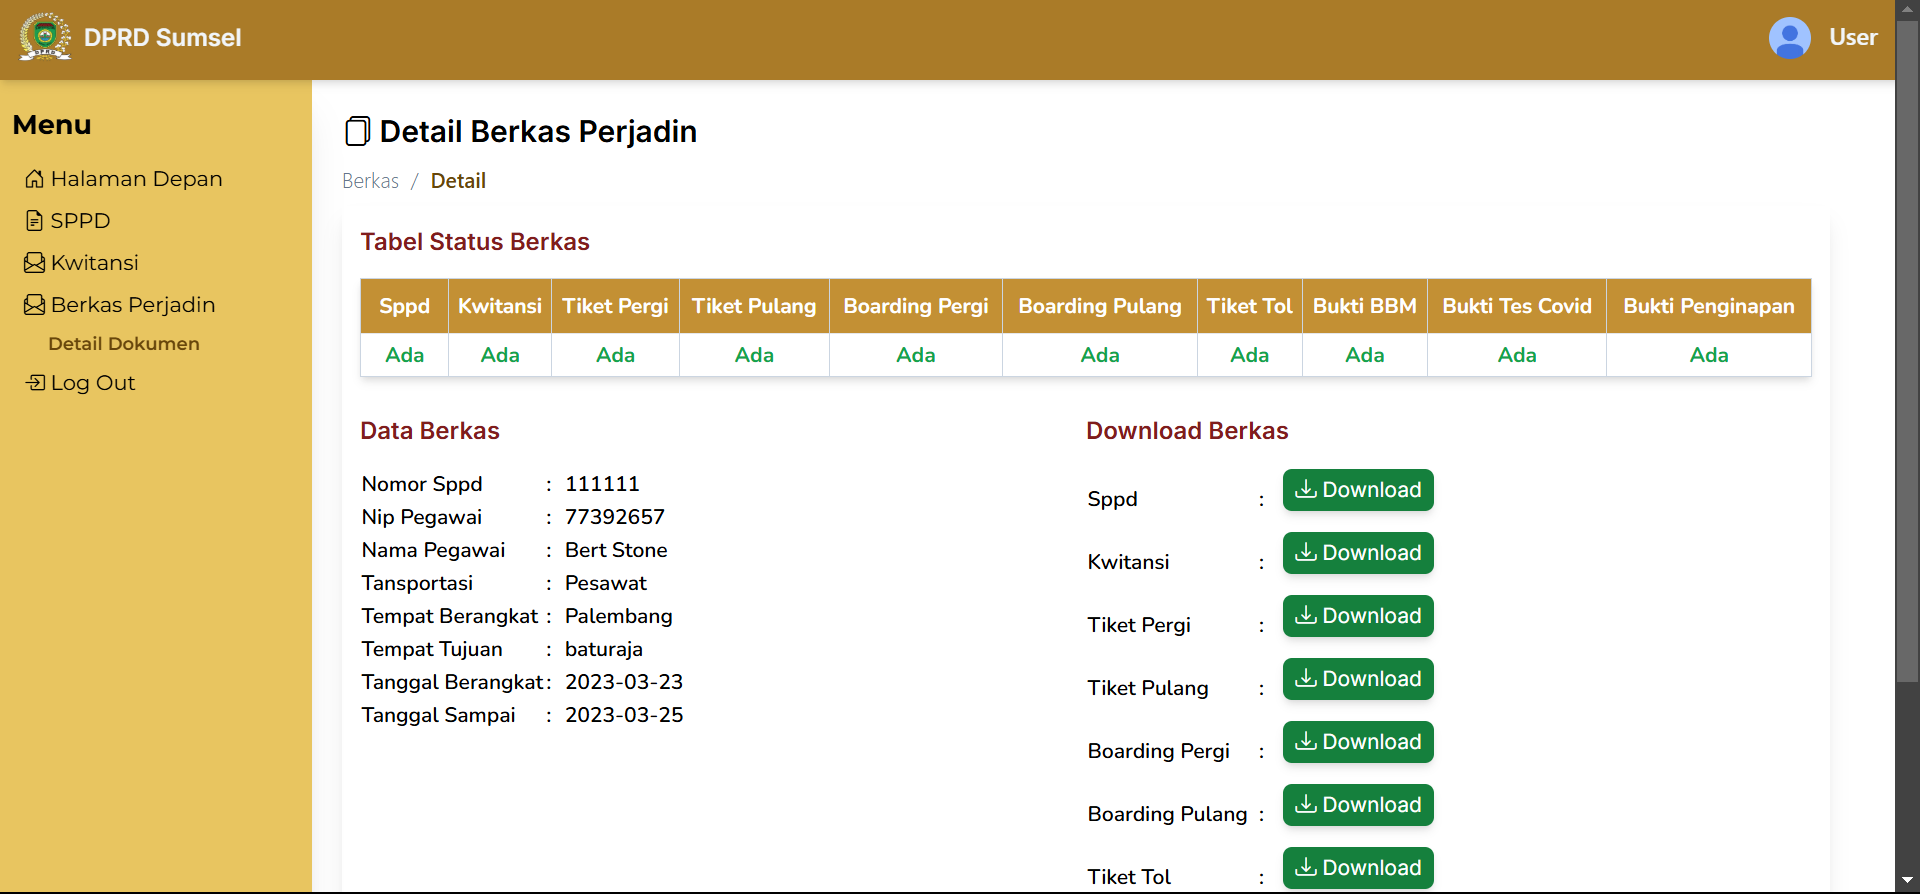 DPRD Sumsel
User
Menu
Halaman Depan
SPPD
Kwitansi
Berkas Perjadin
Detail Dokumen
Log Out
Detail Berkas Perjadin
Berkas / Detail
Tabel Status Berkas
Sppd Kwitansi Tiket Pergi Tiket Pulang Boarding Pergi Boarding Pulang Tiket Tol Bukti BBM Bukti Tes Covid Bukti Penginapan
Ada Ada Ada Ada Ada Ada Ada Ada Ada Ada
Data Berkas
Nomor Sppd : 111111
Nip Pegawai : 77392657
Nama Pegawai : Bert Stone
Tansportasi : Pesawat
Tempat Berangkat : Palembang
Tempat Tujuan : baturaja
Tanggal Berangkat : 2023-03-23
Tanggal Sampai : 2023-03-25
Download Berkas
Sppd : Download
Kwitansi : Download
Tiket Pergi : Download
Tiket Pulang : Download
Boarding Pergi : Download
Boarding Pulang : Download
Tiket Tol : Download